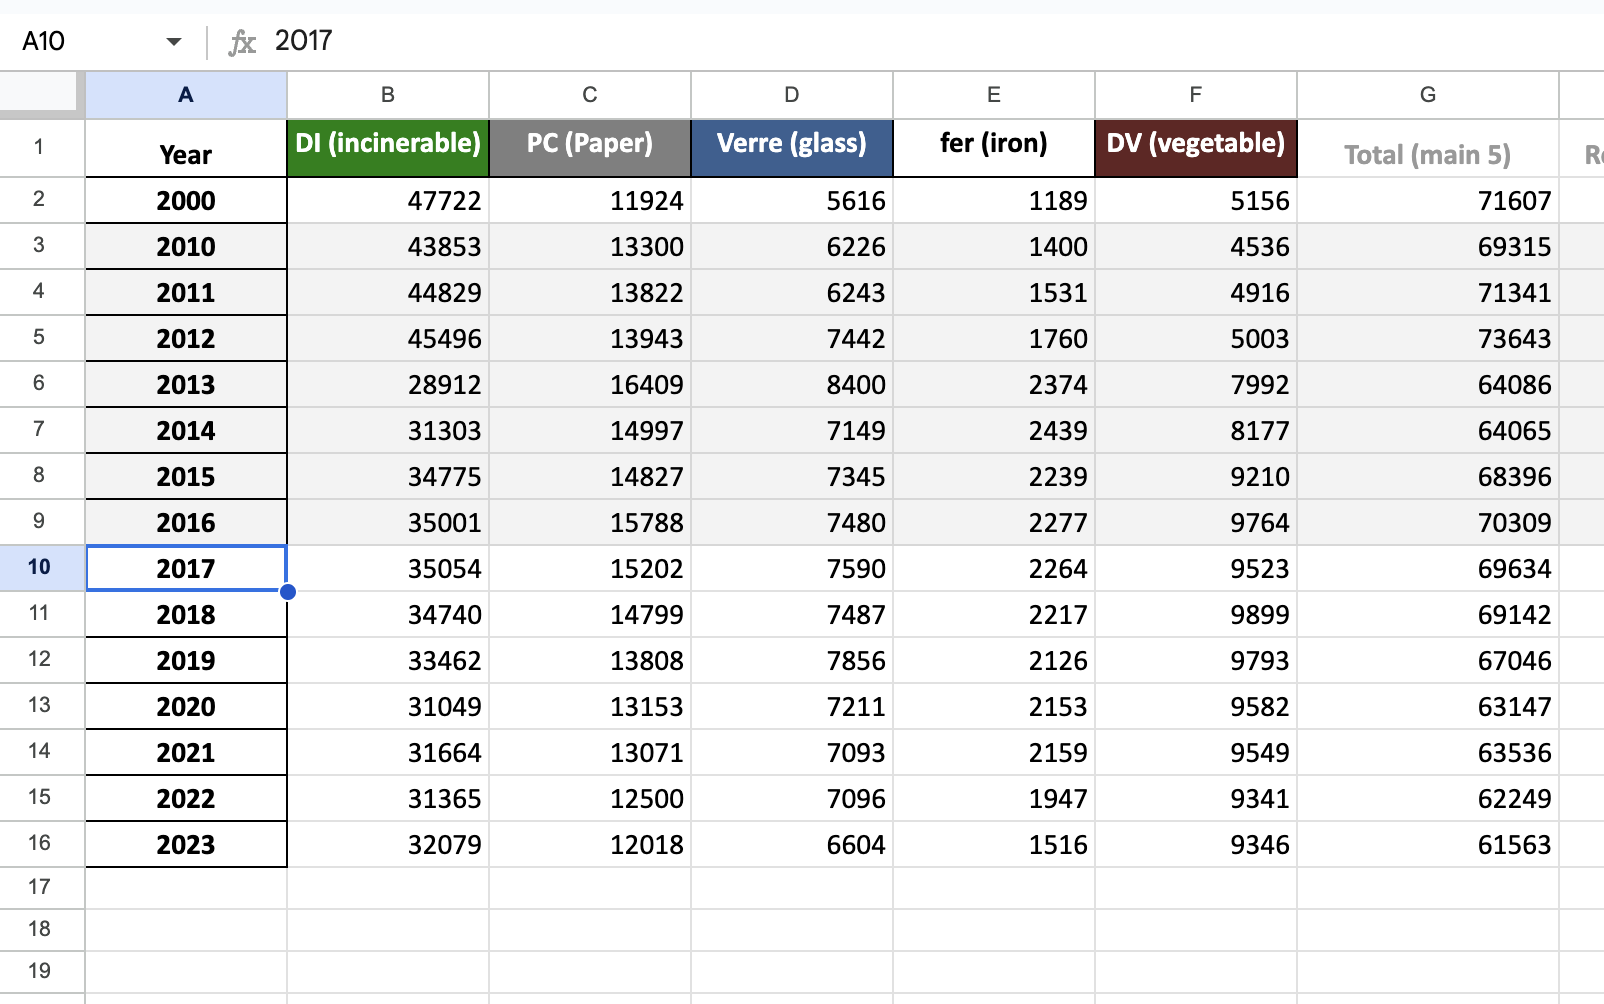 A10 fx 2017
A B C D E F G
1 Year DI (incinerable) PC (Paper) Verre (glass) fer (iron) DV (vegetable) Total (main 5)
2 2000 47722 11924 5616 1189 5156 71607
3 2010 43853 13300 6226 1400 4536 69315
4 2011 44829 13822 6243 1531 4916 71341
5 2012 45496 13943 7442 1760 5003 73643
6 2013 28912 16409 8400 2374 7992 64086
7 2014 31303 14997 7149 2439 8177 64065
8 2015 34775 14827 7345 2239 9210 68396
9 2016 35001 15788 7480 2277 9764 70309
10 2017 35054 15202 7590 2264 9523 69634
11 2018 34740 14799 7487 2217 9899 69142
12 2019 33462 13808 7856 2126 9793 67046
13 2020 31049 13153 7211 2153 9582 63147
14 2021 31664 13071 7093 2159 9549 63536
15 2022 31365 12500 7096 1947 9341 62249
16 2023 32079 12018 6604 1516 9346 61563
17
18
19